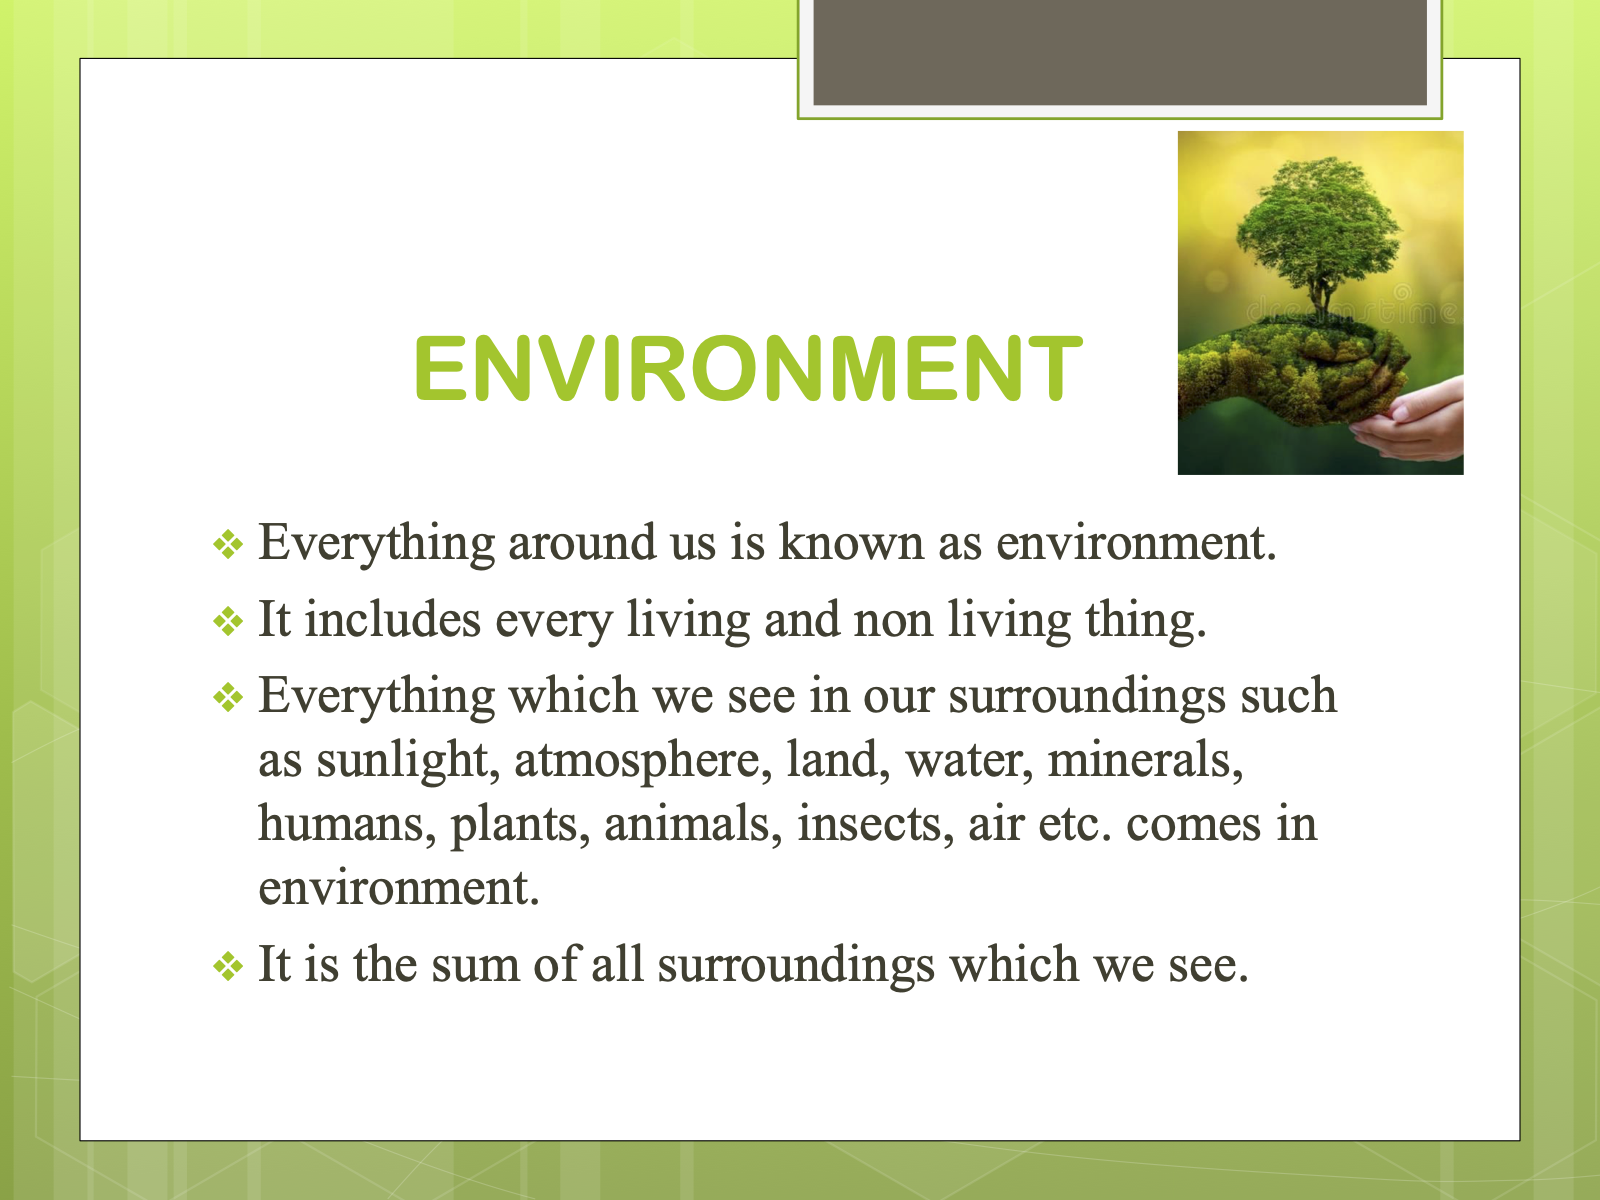 dreamstime
ENVIRONMENT
Everything around us is known as environment.
It includes every living and non living thing.
Everything which we see in our surroundings such
as sunlight, atmosphere, land, water, minerals,
humans, plants, animals, insects, air etc. comes in
environment.
It is the sum of all surroundings which we see.